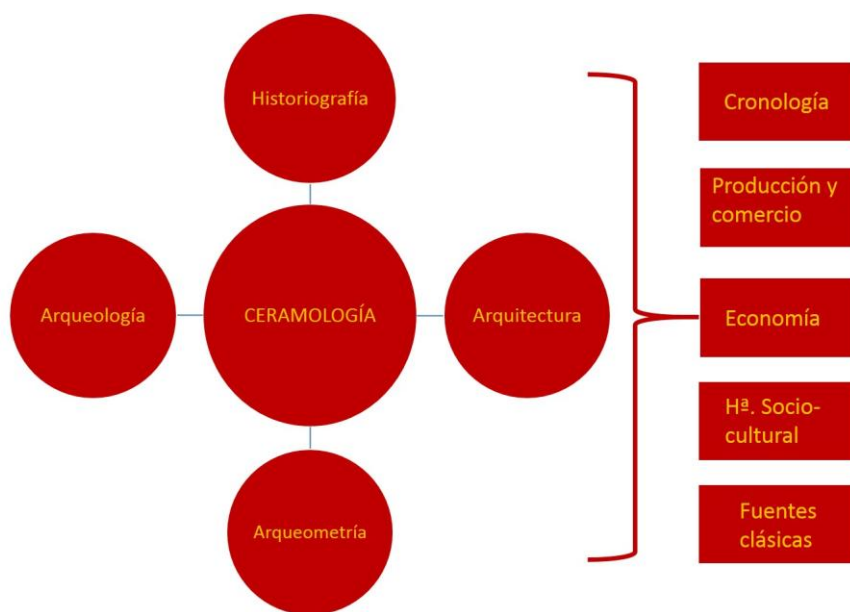 Historiografía
Arqueología
CERAMOLOGÍA
Arquitectura
Arqueometría
Cronología
Producción y
comercio
Economía
Hª. Socio-
cultural
Fuentes
clásicas